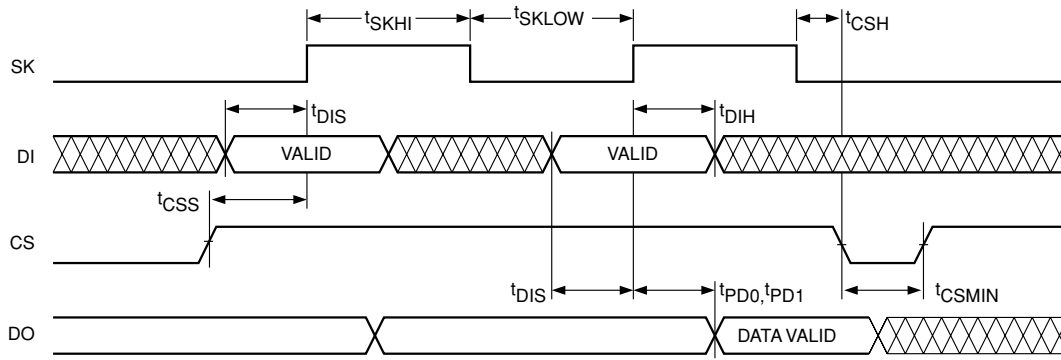 tSKHI tSKLOW tCSH
SK
tDIS tDIH
DI VALID VALID
tCSS
CS
tDIS tPD0,tPD1 tCSMIN
DO DATA VALID